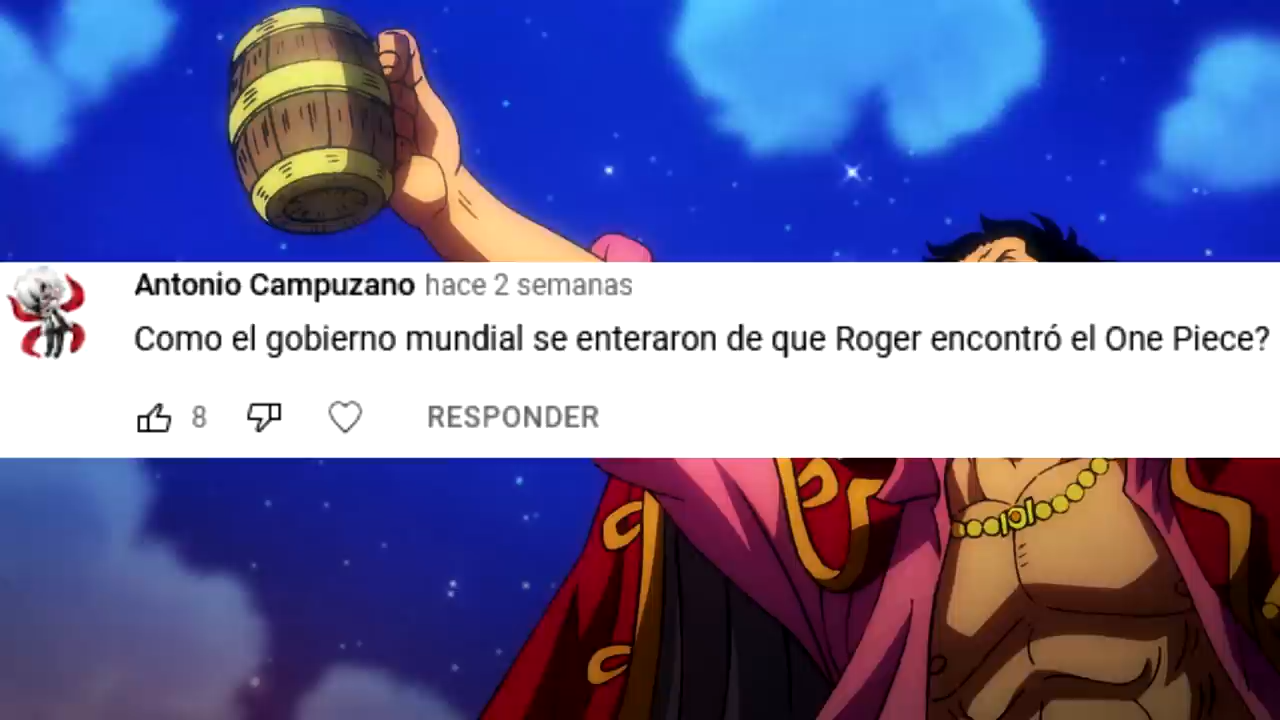 Antonio Campuzano hace 2 semanas
Como el gobierno mundial se enteraron de que Roger encontró el One Piece?
8 RESPONDER